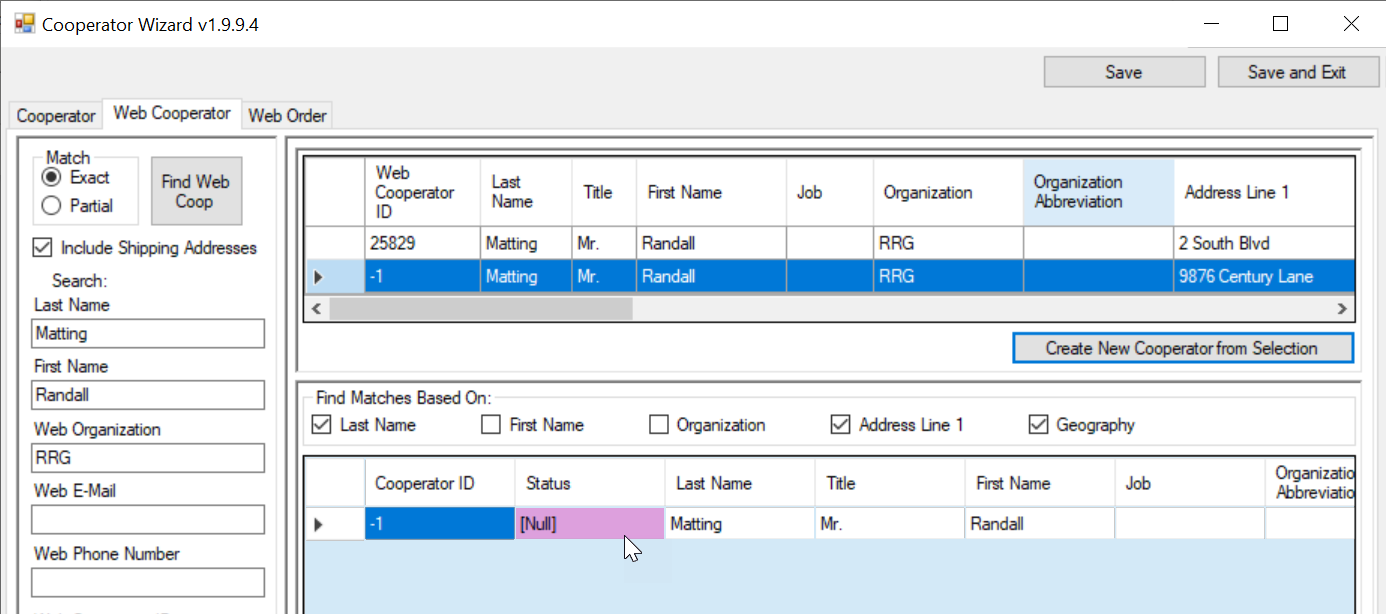 Cooperator Wizard v1.9.9.4
Save Save and Exit
Cooperator Web Cooperator Web Order
Match
Exact
Partial
Find Web
Coop
Include Shipping Addresses
Search:
Last Name
Matting
First Name
Randall
Web Organization
RRG
Web E-Mail
Web Phone Number
Web
Cooperator
ID
Last
Name
Title
First Name
Job
Organization
Organization
Abbreviation
Address Line 1
25829 Matting Mr. Randall RRG 2 South Blvd
-1 Matting Mr. Randall RRG 9876 Century Lane
Create New Cooperator from Selection
Find Matches Based On:
Last Name First Name Organization Address Line 1 Geography
Cooperator ID Status Last Name Title First Name Job
Organizatio
Abbreviatio
-1 [Null] Matting Mr. Randall